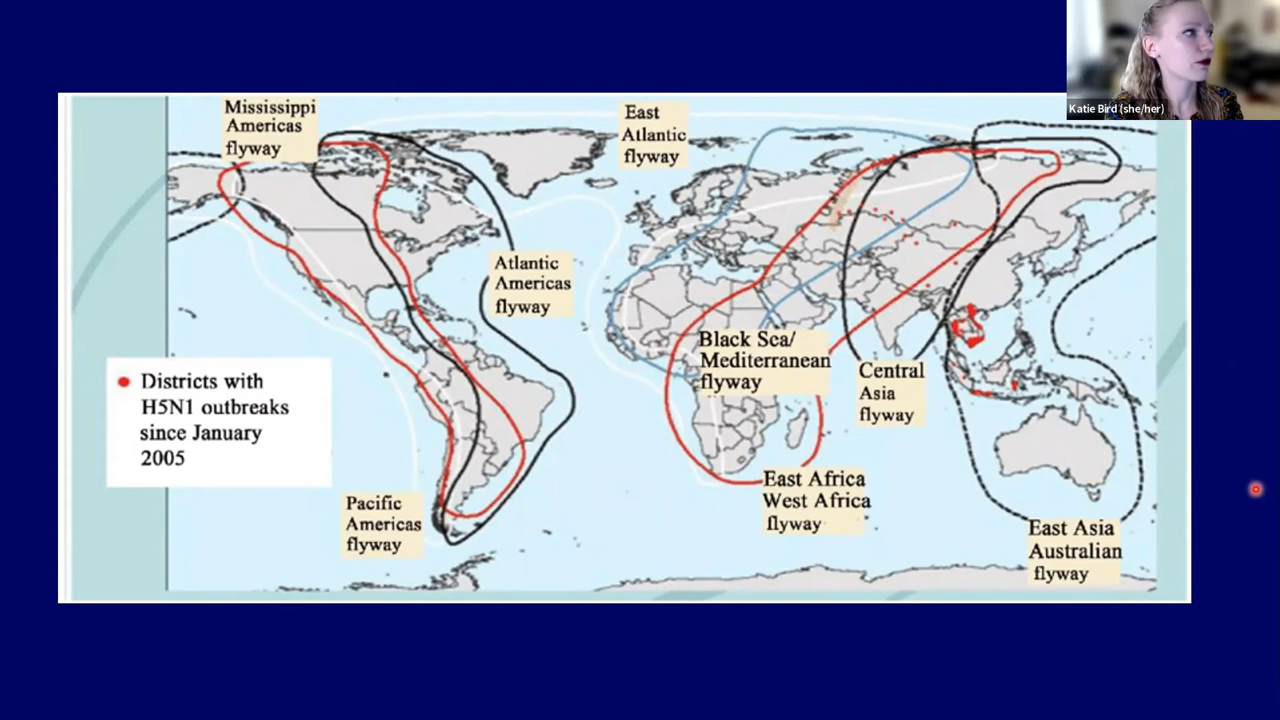 Katie Bird (she/her)
Mississippi
Americas
flyway
East
Atlantic
flyway
Atlantic
Americas
flyway
Black Sca/
Mediterranean
flyway
Central
Asia
flyway
Districts with
H5N1 outbreaks
since January
2005
Pacific
Americas
flyway
East Africa
West Africa
flyway
East Asia
Australian
flyway